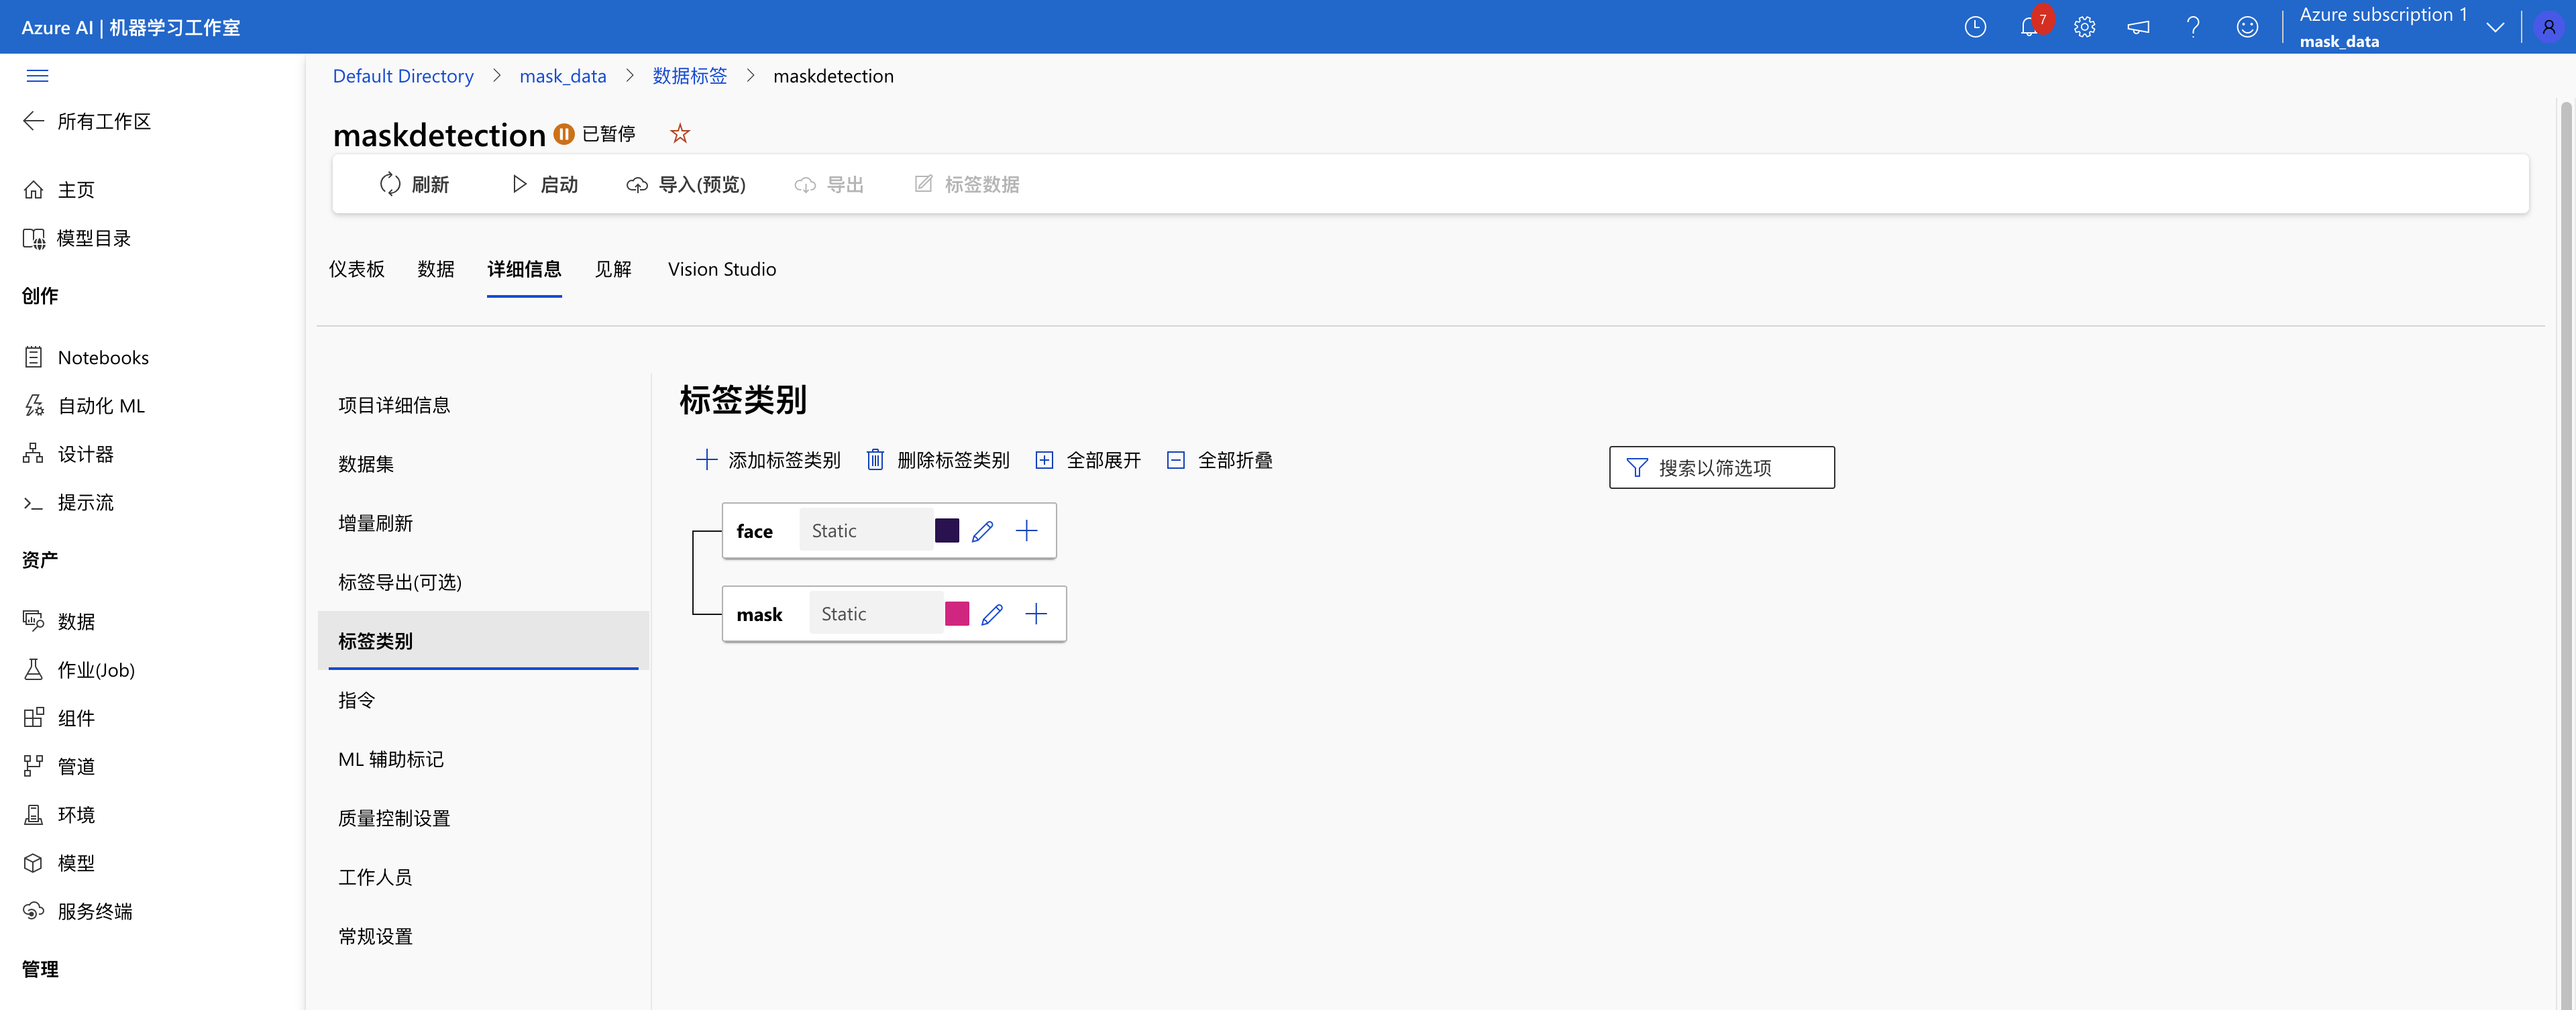 Azure AI | 机器学习工作室
7
Azure subscription 1
mask_data
所有工作区
主页
模型目录
创作
Notebooks
自动化 ML
设计器
提示流
资产
数据
作业(Job)
组件
管道
环境
模型
服务终端
管理
Default Directory > mask_data > 数据标签 > maskdetection
maskdetection 已暂停
刷新 启动 导入(预览) 导出 标签数据
仪表板 数据 详细信息 见解 Vision Studio
项目详细信息
数据集
增量刷新
标签导出(可选)
标签类别
指令
ML 辅助标记
质量控制设置
工作人员
常规设置
标签类别
添加标签类别 删除标签类别 全部展开 全部折叠
搜索以筛选项
face Static
mask Static